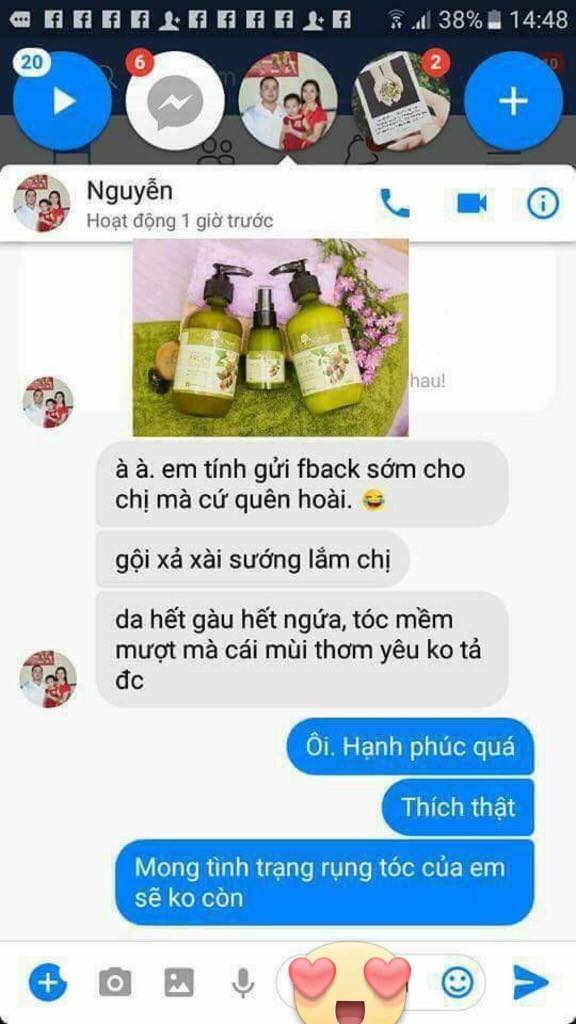 38% 14:48
20
6
2
10
Nguyễn
Hoạt động 1 giờ trước
hau!
à à. em tính gửi fback sớm cho
chị mà cứ quên hoài. 😂
gội xả xài sướng lắm chị
da hết gàu hết ngứa, tóc mềm
mượt mà cái mùi thơm yêu ko tả
đc
Ôi. Hạnh phúc quá
Thích thật
Mong tình trạng rụng tóc của em
sẽ ko còn